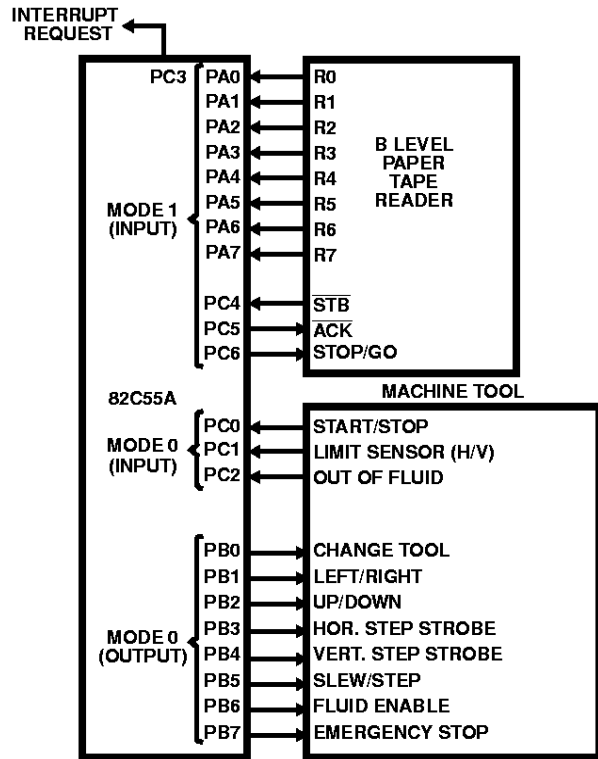 INTERRUPT
REQUEST
PC3 PA0 R0
PA1 R1
PA2 R2
PA3 R3
PA4 R4
PA5 R5
PA6 R6
PA7 R7
MODE 1
(INPUT)
B LEVEL
PAPER
TAPE
READER
PC4 STB
PC5 ACK
PC6 STOP/GO
82C55A
MACHINE TOOL
MODE 0
(INPUT)
PC0 START/STOP
PC1 LIMIT SENSOR (H/V)
PC2 OUT OF FLUID
MODE 0
(OUTPUT)
PB0 CHANGE TOOL
PB1 LEFT/RIGHT
PB2 UP/DOWN
PB3 HOR. STEP STROBE
PB4 VERT. STEP STROBE
PB5 SLEW/STEP
PB6 FLUID ENABLE
PB7 EMERGENCY STOP